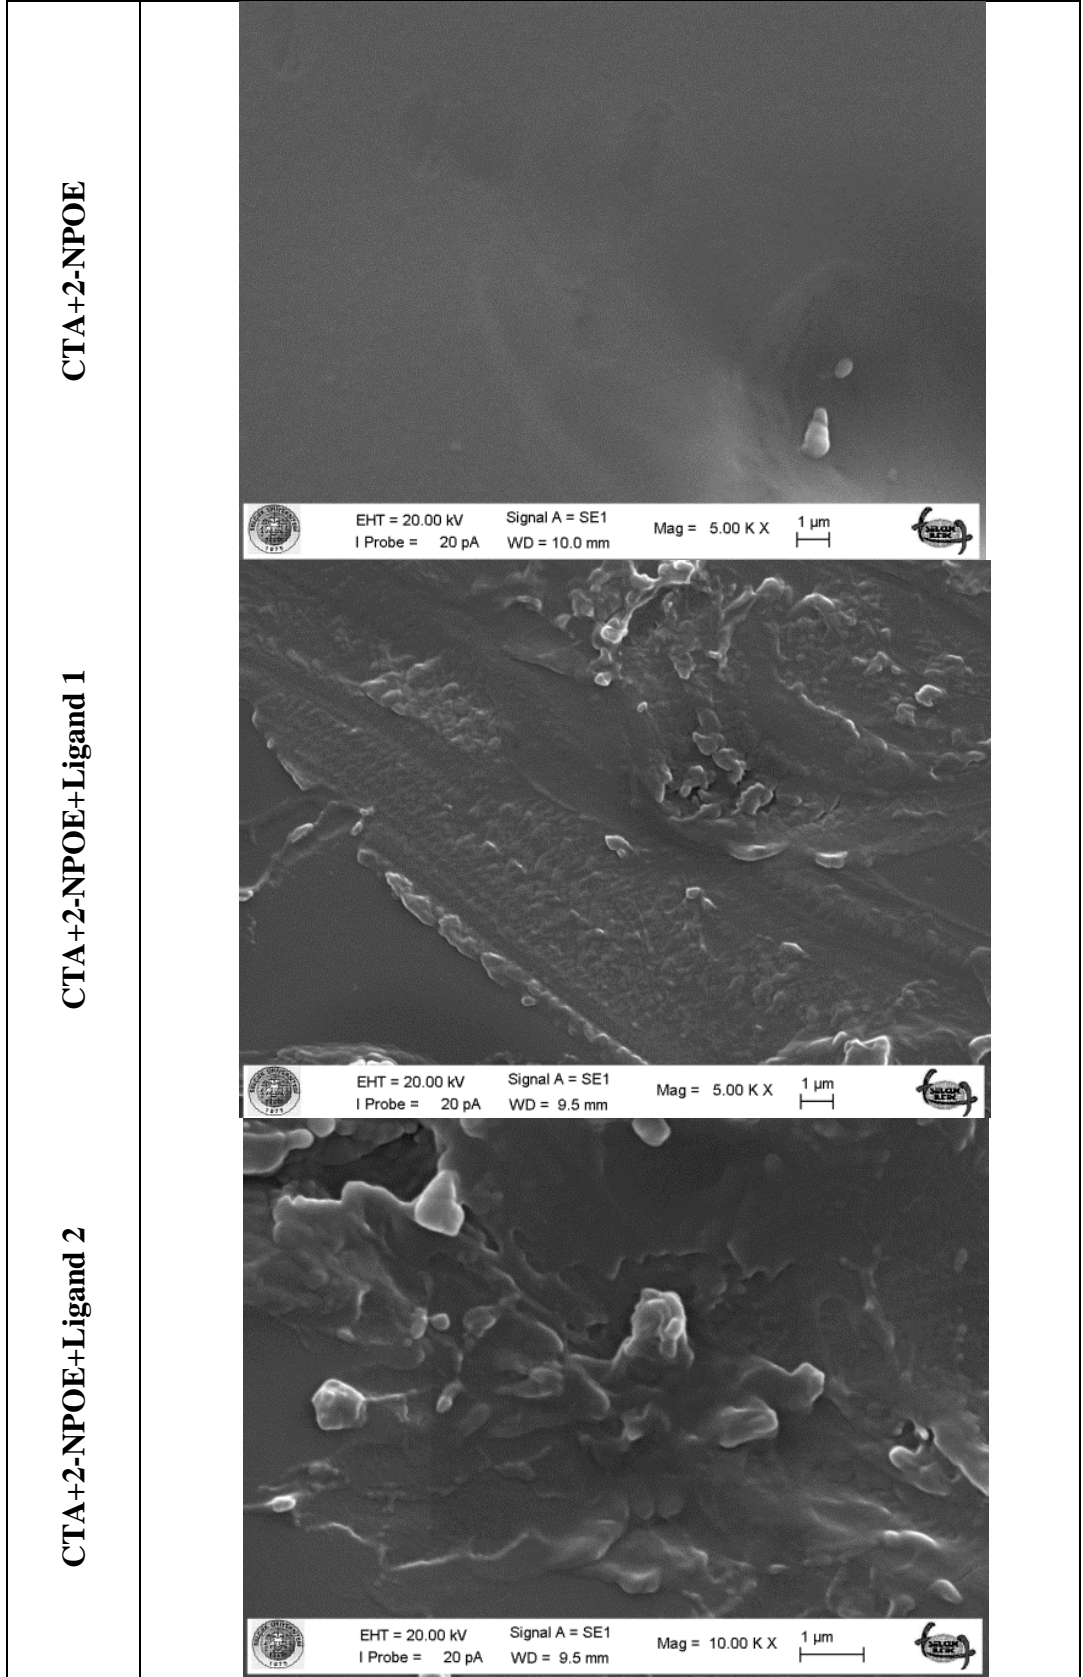 CTA+2-NPOE
EHT = 20.00 kV Signal A = SE1 Mag = 5.00 K X 1 µm
I Probe = 20 pA WD = 10.0 mm
CTA+2-NPOE+Ligand 1
EHT = 20.00 kV Signal A = SE1 Mag = 5.00 K X 1 µm
I Probe = 20 pA WD = 9.5 mm
CTA+2-NPOE+Ligand 2
EHT = 20.00 kV Signal A = SE1 Mag = 10.00 K X 1 µm
I Probe = 20 pA WD = 9.5 mm